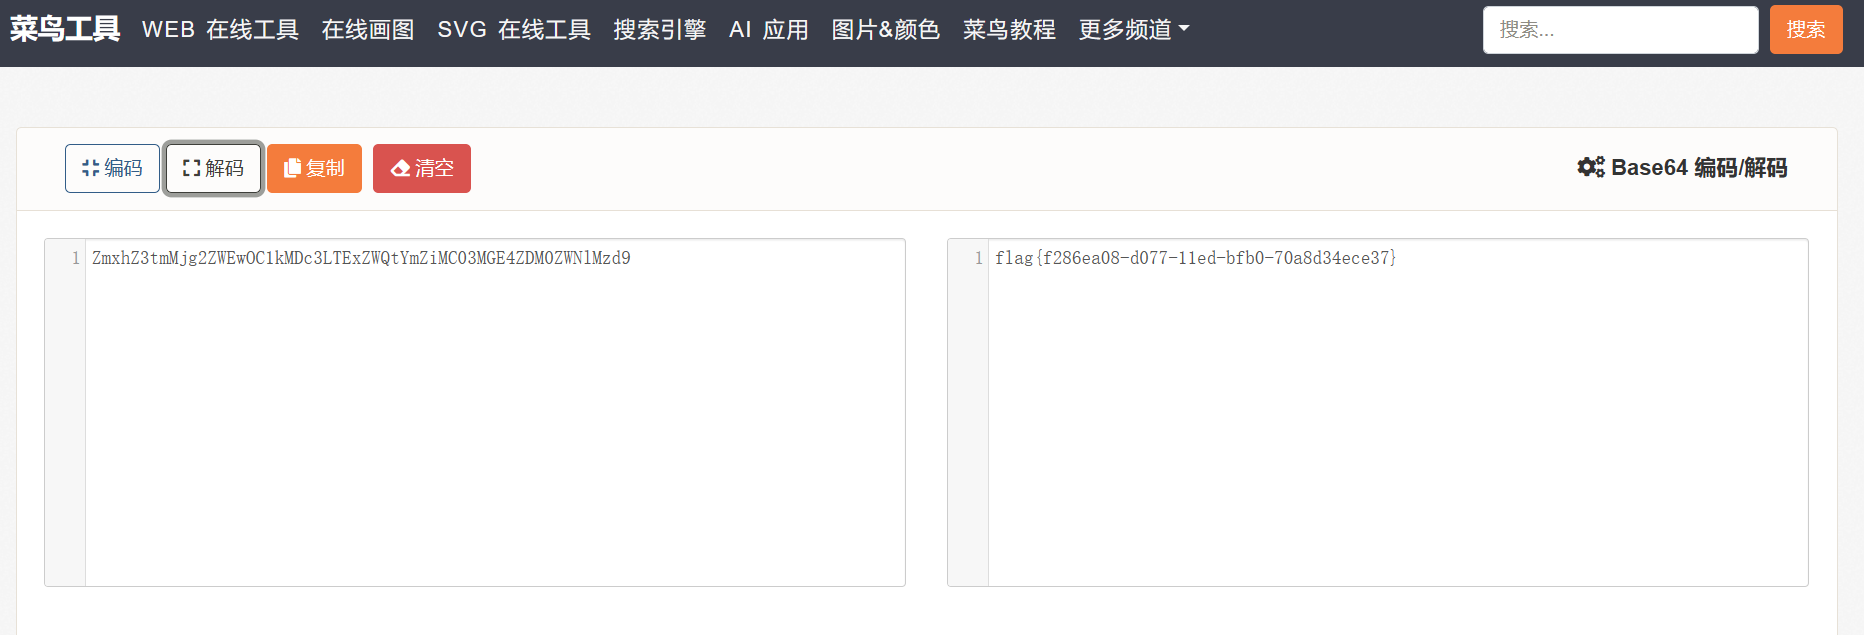 菜鸟工具 WEB 在线工具 在线画图 SVG 在线工具 搜索引擎 AI 应用 图片&颜色 菜鸟教程 更多频道 搜索... 搜索
编码 解码 复制 清空 Base64 编码/解码
1 ZmxhZ3tmMjg2ZWEwOC1kMDc3LTExZWQtYmZiMC03MGE4ZDM0ZWNlMzd9
1 flag{f286ea08-d077-11ed-bfb0-70a8d34ece37}